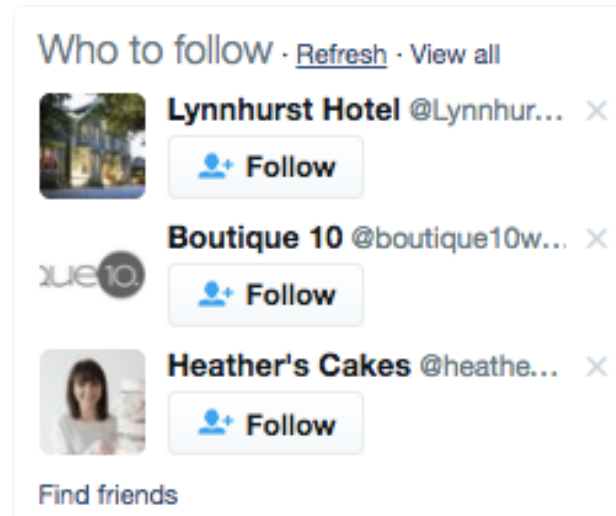 Who to follow · Refresh · View all
Lynnhurst Hotel @Lynnhur... ×
Follow
Boutique 10 @boutique10w... ×
que10.
Follow
Heather's Cakes @heathe... ×
Follow
Find friends